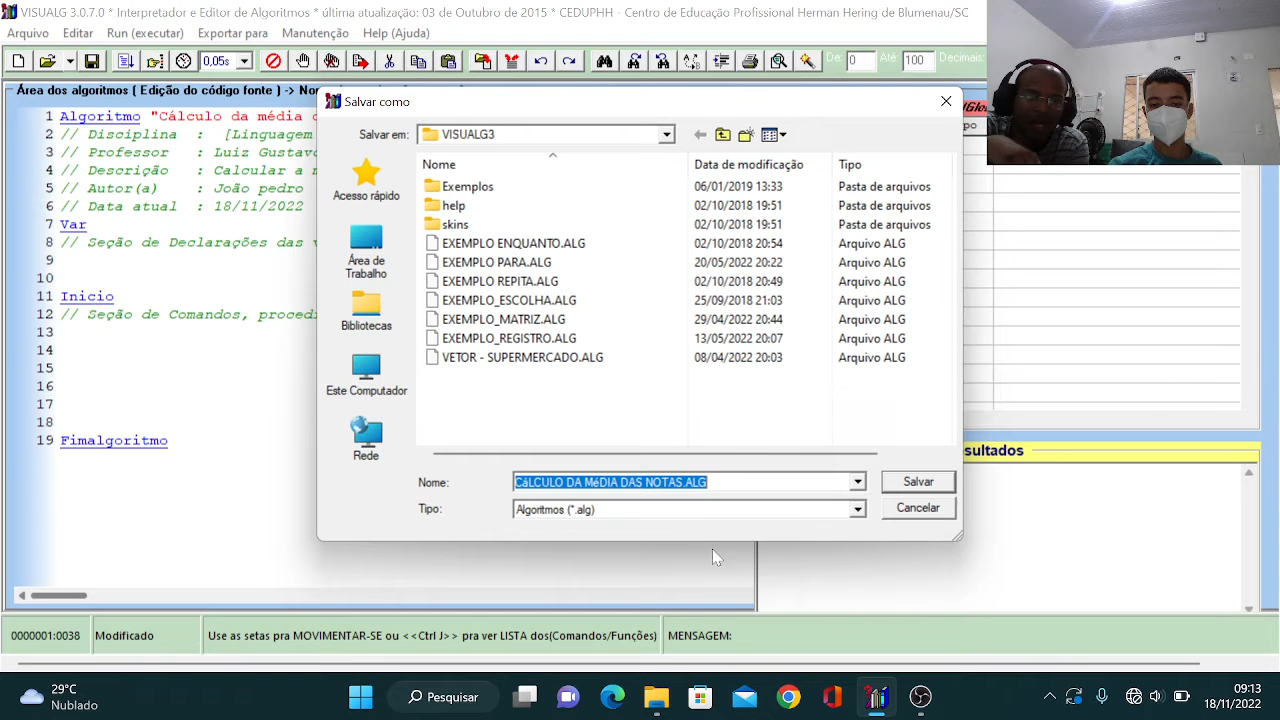 VISUALG 3.0.7.0 * Interpretador e Editor de Algoritmos * última atualização: 03 de Outubro de 2015 * CEDUPHH - Centro de Educação Profissional Herman Hering de Blumenau/SC
Arquivo Editar Run (executar) Exportar para Manutenção Help (Ajuda)
0,05s De: 0 Até: 100 Decimais:
Área dos algoritmos ( Edição do código fonte ) -> No
1 Algoritmo "Cálculo da média
2 // Disciplina : [Linguagem
3 // Professor : Luiz Gustavo
4 // Descrição : Calcular a
5 // Autor(a) : João pedro
6 // Data atual : 18/11/2022
7 Var
8 // Seção de Declarações das
9
10
11 Inicio
12 // Seção de Comandos, proced
13
14
15
16
17
18
19 Fimalgoritmo
Salvar como
Salvar em: VISUALG3
Nome Data de modificação Tipo
Exemplos 06/01/2019 13:33 Pasta de arquivos
help 02/10/2018 19:51 Pasta de arquivos
skins 02/10/2018 19:51 Pasta de arquivos
EXEMPLO ENQUANTO.ALG 02/10/2018 20:54 Arquivo ALG
EXEMPLO PARA.ALG 20/05/2022 20:22 Arquivo ALG
EXEMPLO REPITA.ALG 02/10/2018 20:49 Arquivo ALG
EXEMPLO_ESCOLHA.ALG 25/09/2018 21:03 Arquivo ALG
EXEMPLO_MATRIZ.ALG 29/04/2022 20:44 Arquivo ALG
EXEMPLO_REGISTRO.ALG 13/05/2022 20:07 Arquivo ALG
VETOR - SUPERMERCADO.ALG 08/04/2022 20:03 Arquivo ALG
Acesso rápido
Área de
Trabalho
Bibliotecas
Este Computador
Rede
Nome: CáLCULO DA MéDIA DAS NOTAS.ALG Salvar
Tipo: Algoritmos (*.alg) Cancelar
po
sultados
0000001:0038 Modificado Use as setas pra MOVIMENTAR-SE ou <<Ctrl J>> pra ver LISTA dos(Comandos/Funções) MENSAGEM:
29°C
Nublado
Pesquisar
09:13
18/11/2022